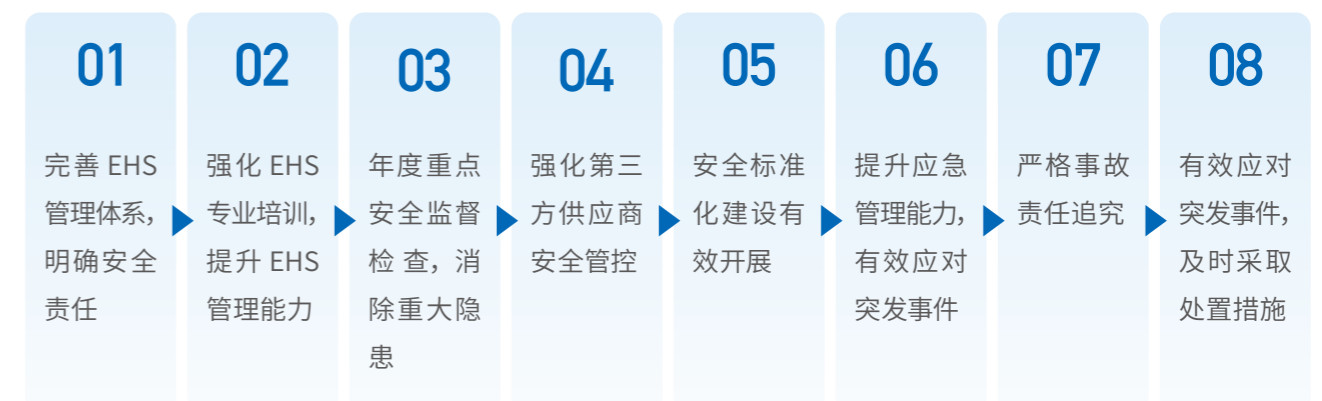 01
完善 EHS
管理体系，
明确安全
责任
02
强化 EHS
专业培训，
提升 EHS
管理能力
03
年度重点
安全监督
检 查，消
除重大隐
患
04
强化第三
方供应商
安全管控
05
安全标准
化建设有
效开展
06
提升应急
管理能力，
有效应对
突发事件
07
严格事故
责任追究
08
有效应对
突发事件，
及时采取
处置措施